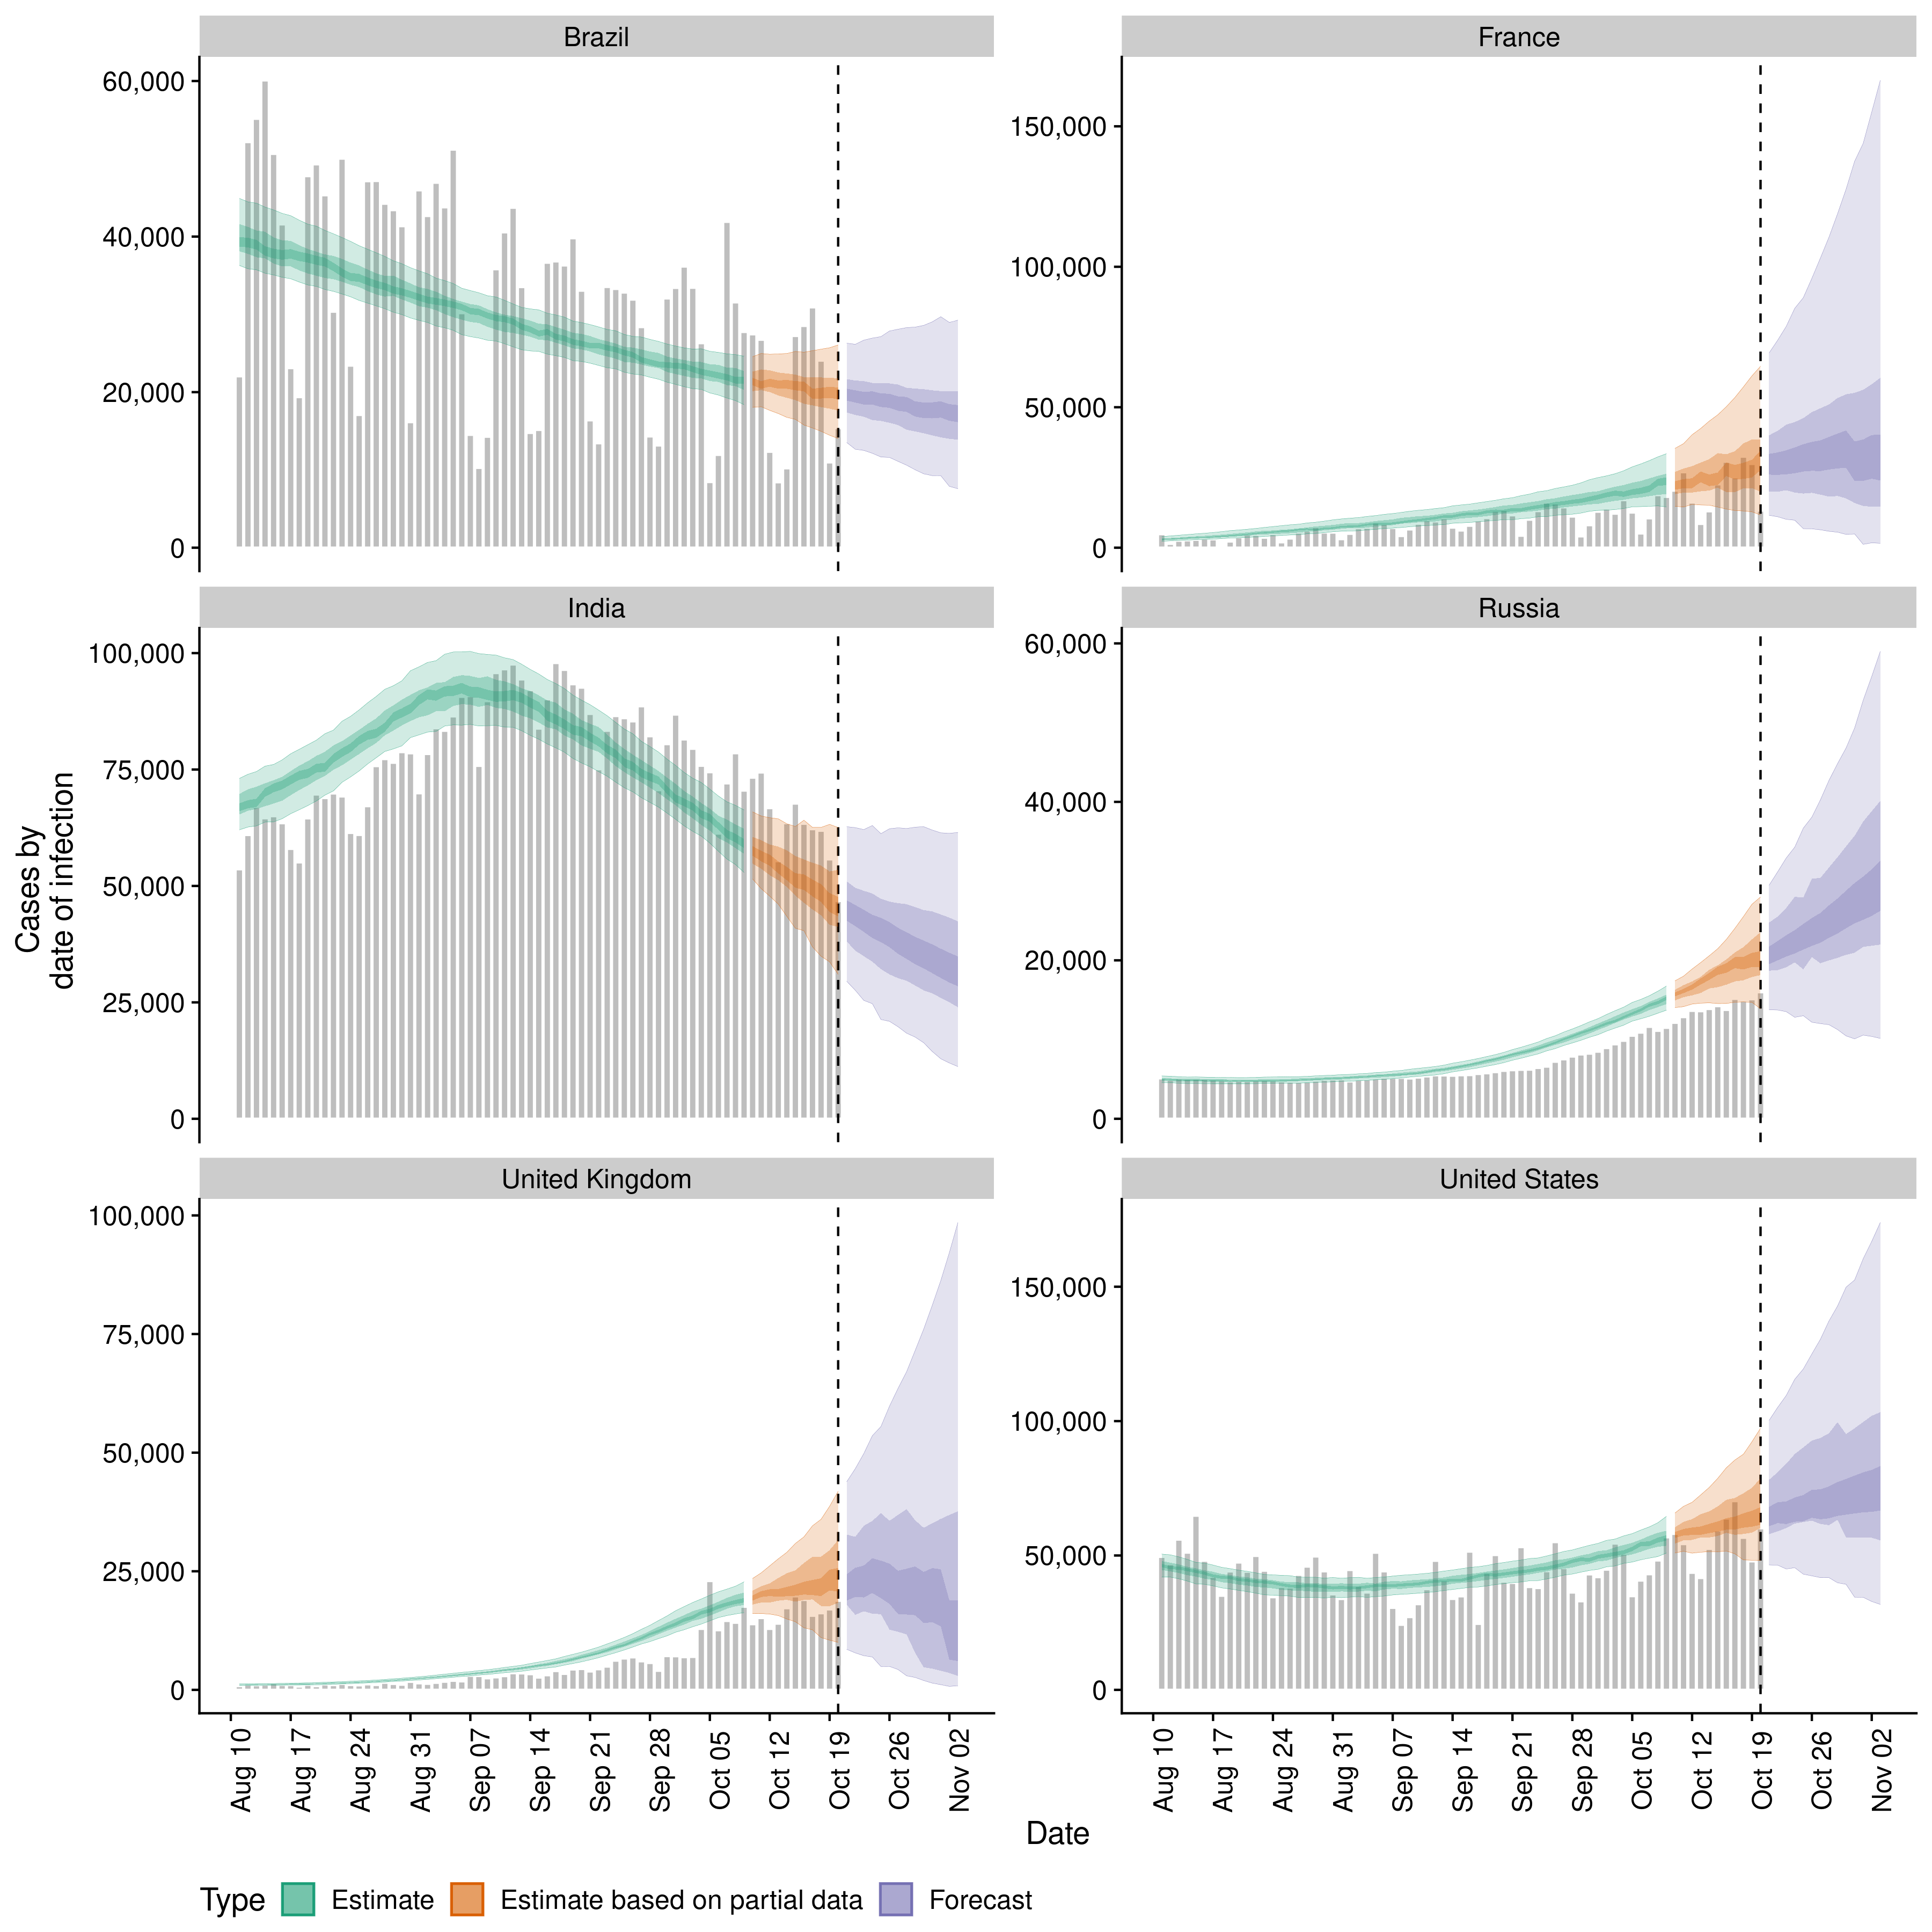 Brazil
France
60,000
40,000
20,000
0
150,000
100,000
50,000
0
India
Russia
100,000
75,000
50,000
25,000
0
60,000
40,000
20,000
0
Cases by
date of infection
United Kingdom
United States
100,000
75,000
50,000
25,000
0
150,000
100,000
50,000
0
Aug 10
Aug 17
Aug 24
Aug 31
Sep 07
Sep 14
Sep 21
Sep 28
Oct 05
Oct 12
Oct 19
Oct 26
Nov 02
Aug 10
Aug 17
Aug 24
Aug 31
Sep 07
Sep 14
Sep 21
Sep 28
Oct 05
Oct 12
Oct 19
Oct 26
Nov 02
Date
Type Estimate Estimate based on partial data Forecast